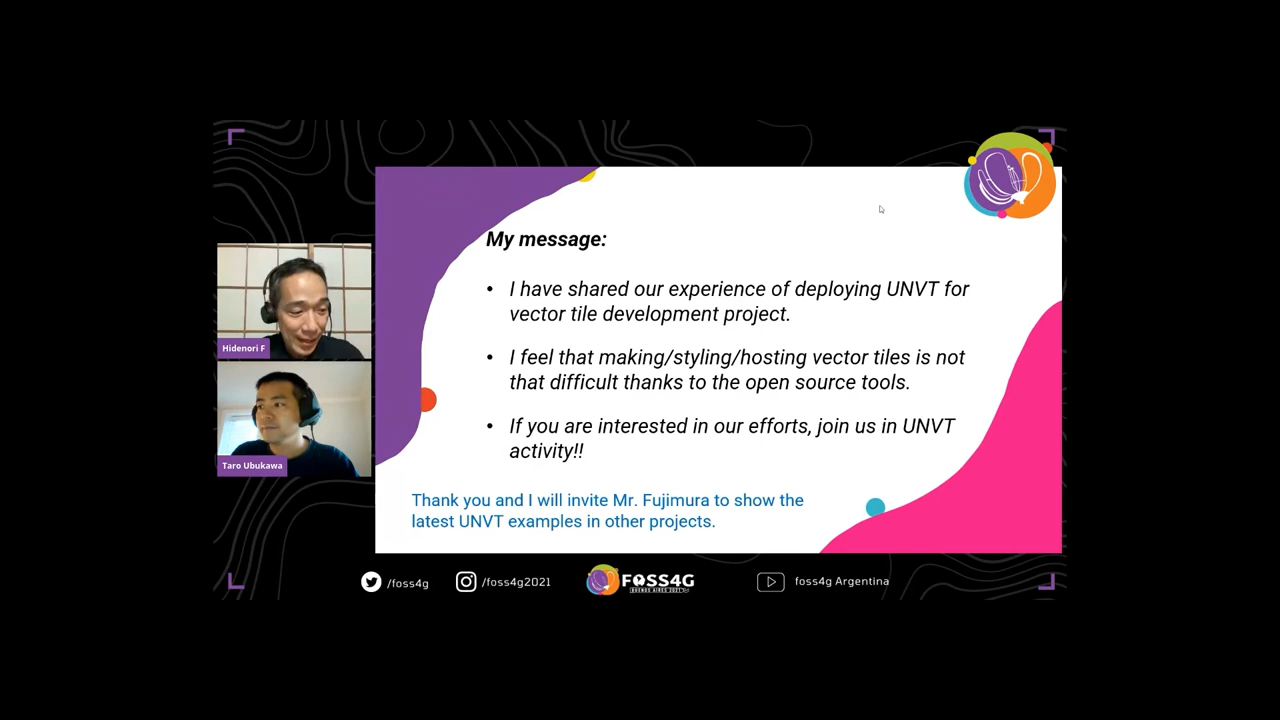 My message:
• I have shared our experience of deploying UNVT for
vector tile development project.
• I feel that making/styling/hosting vector tiles is not
that difficult thanks to the open source tools.
• If you are interested in our efforts, join us in UNVT
activity!!
Thank you and I will invite Mr. Fujimura to show the
latest UNVT examples in other projects.
Hidenori F
Taro Ubukawa
/foss4g
/foss4g2021
FOSS4G
BUENOS AIRES 2021
foss4g Argentina